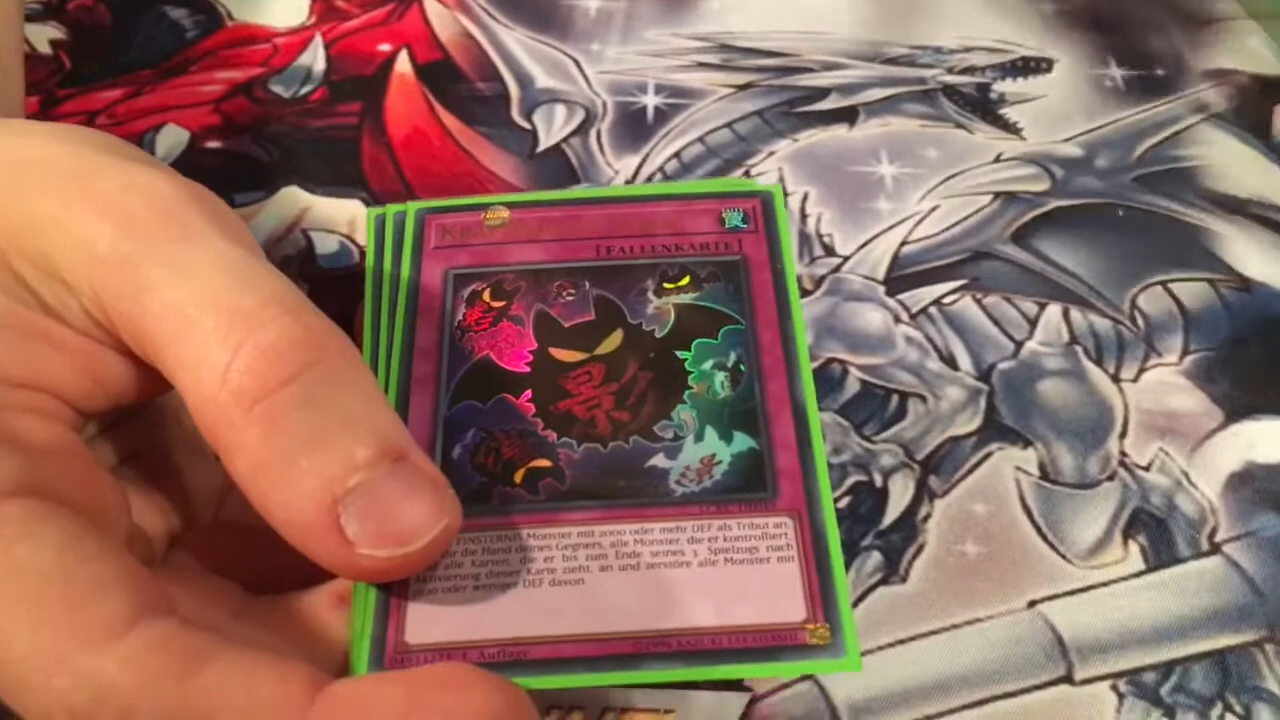 [FALLENKARTE]
影
影
FINSTERNIS Monster mit 2000 oder mehr DEF als Tribut an;
die Hand deines Gegners, alle Monster, die er kontrolliert,
alle Karten, die er bis zum Ende seines 3. Spielzugs nach
Aktivierung dieser Karte zieht, an und zerstöre alle Monster mit
oder weniger DEF davon.
1. Auflage
©1996 KAZUKI TAKAHASHI